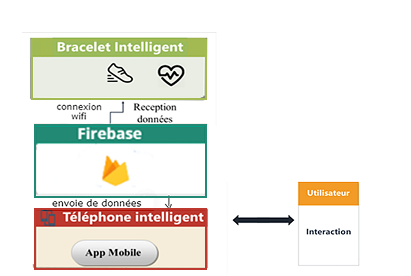 Bracelet Intelligent
connexion
wifi
Reception
données
Firebase
envoie de données
Téléphone intelligent
App Mobile
Utilisateur
Interaction